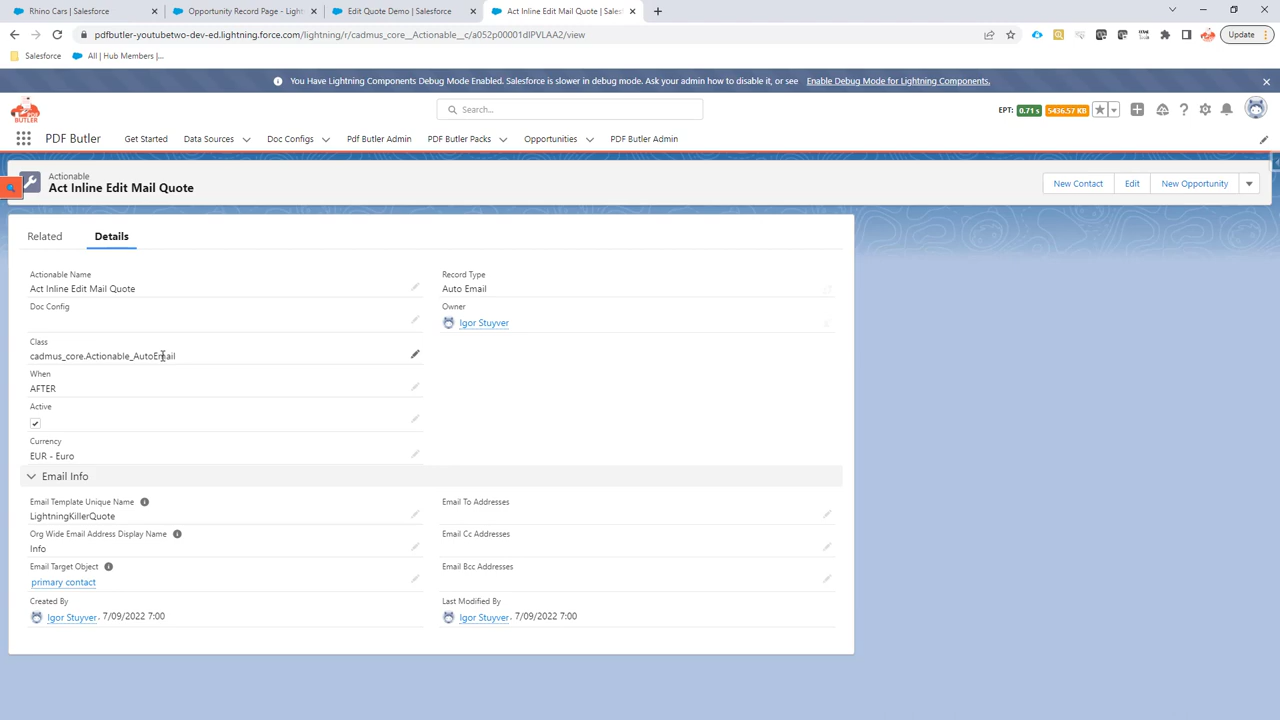 Rhino Cars | Salesforce
Opportunity Record Page - Lightn
Edit Quote Demo | Salesforce
Act Inline Edit Mail Quote | Sales
pdfbutler-youtubetwo-dev-ed.lightning.force.com/lightning/r/cadmus_core__Actionable__c/a052p00001dIPVLAA2/view
Update
Salesforce
All | Hub Members |...
You Have Lightning Components Debug Mode Enabled. Salesforce is slower in debug mode. Ask your admin how to disable it, or see Enable Debug Mode for Lightning Components.
PDF
BUTLER
Search...
EPT: 0.71 s 5436.57 KB
PDF Butler
Get Started
Data Sources
Doc Configs
Pdf Butler Admin
PDF Butler Packs
Opportunities
PDF Butler Admin
Actionable
Act Inline Edit Mail Quote
New Contact
Edit
New Opportunity
Related
Details
Actionable Name
Act Inline Edit Mail Quote
Record Type
Auto Email
Doc Config
Owner
Igor Stuyver
Class
cadmus_core.Actionable_AutoEmail
When
AFTER
Active
Currency
EUR - Euro
Email Info
Email Template Unique Name
LightningKillerQuote
Email To Addresses
Org Wide Email Address Display Name
Info
Email Cc Addresses
Email Target Object
primary contact
Email Bcc Addresses
Created By
Igor Stuyver, 7/09/2022 7:00
Last Modified By
Igor Stuyver, 7/09/2022 7:00